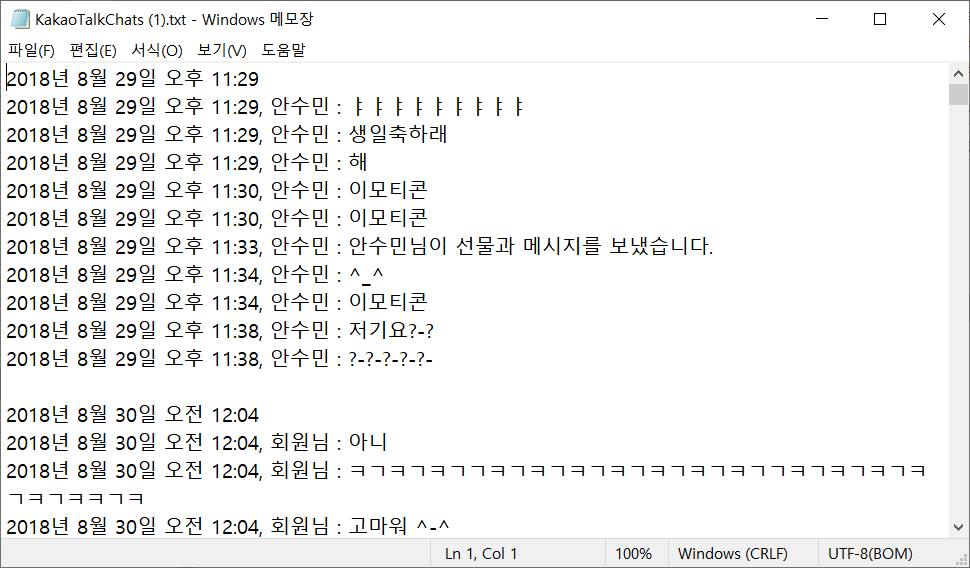 KakaoTalkChats (1).txt - Windows 메모장
파일(F) 편집(E) 서식(O) 보기(V) 도움말
2018년 8월 29일 오후 11:29
2018년 8월 29일 오후 11:29, 안수민 : ㅑㅑㅑㅑㅑㅑㅑㅑㅑ
2018년 8월 29일 오후 11:29, 안수민 : 생일축하래
2018년 8월 29일 오후 11:29, 안수민 : 해
2018년 8월 29일 오후 11:30, 안수민 : 이모티콘
2018년 8월 29일 오후 11:30, 안수민 : 이모티콘
2018년 8월 29일 오후 11:33, 안수민 : 안수민님이 선물과 메시지를 보냈습니다.
2018년 8월 29일 오후 11:34, 안수민 : ^_^
2018년 8월 29일 오후 11:34, 안수민 : 이모티콘
2018년 8월 29일 오후 11:38, 안수민 : 저기요?-?
2018년 8월 29일 오후 11:38, 안수민 : ?-?-?-?-?-
2018년 8월 30일 오전 12:04
2018년 8월 30일 오전 12:04, 회원님 : 아니
2018년 8월 30일 오전 12:04, 회원님 : ㅋㄱㅋㄱㅋㄱㄱㅋㄱㅋㄱㅋㄱㅋㄱㅋㄱㅋㄱㅋㄱㄱㅋㄱㅋㄱㅋㄱㄱㅋ
ㄱㅋㄱㅋㅋㄱㅋ
2018년 8월 30일 오전 12:04, 회원님 : 고마워 ^-^
Ln 1, Col 1 100% Windows (CRLF) UTF-8(BOM)